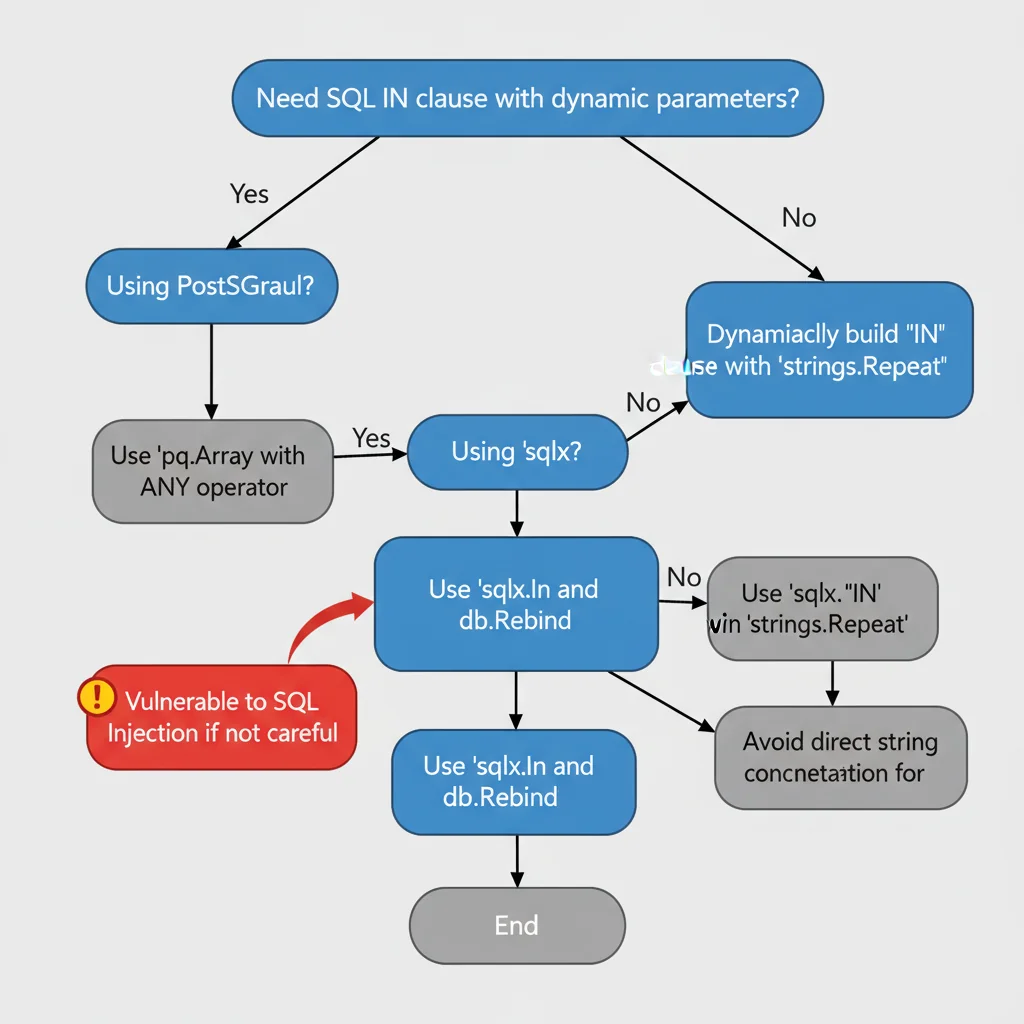 Need SQL IN clause with dynamic parameters?
Yes
No
Using PostSGraul?
Dynamiaclly build "IN"
se with 'strings.Repeat"
No
Use 'pq.Array with
ANY operator
Yes
Using 'sqlx?
Use 'sqlx.In and
db.Rebind
No
Use 'sqlx."IN'
vin 'strings.Repeat'
!
Vulnerable to SQL
Injection if not careful
Use 'sqlx.In and
db.Rebind
Avoid direct string
for
End